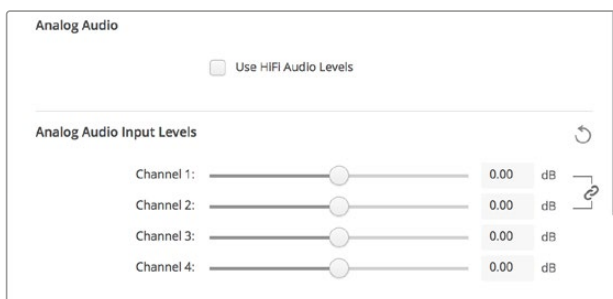 Analog Audio
Use HiFi Audio Levels
Analog Audio Input Levels
Channel 1: 0.00 dB
Channel 2: 0.00 dB
Channel 3: 0.00 dB
Channel 4: 0.00 dB